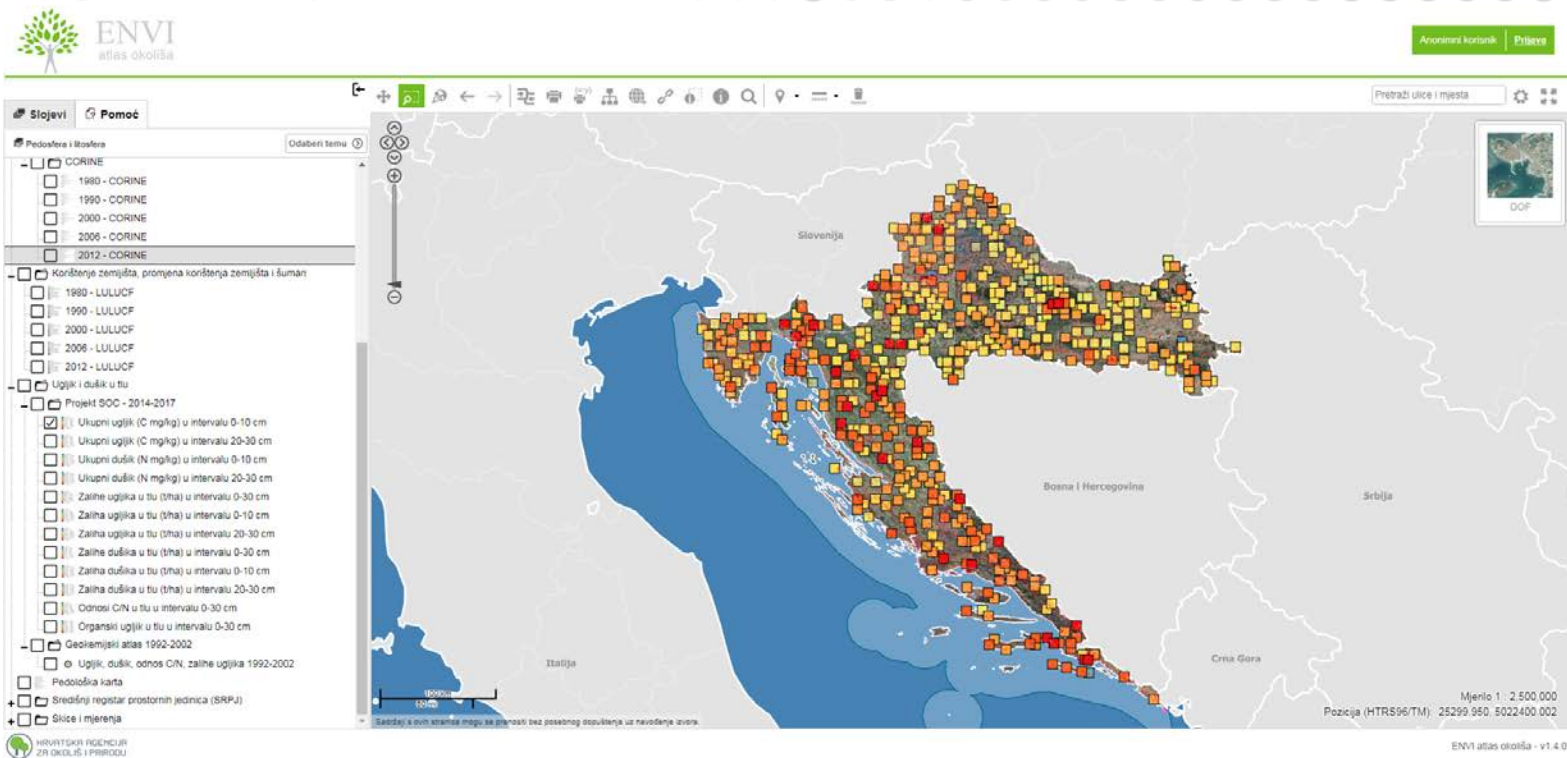 ENVI
atlas okoliša
Anonimni korisnik
Prijava
Slojevi
Pomoć
Pretraži ulice i mjesta
Pedosfera i litosfera
Odaberi temu
CORINE
1980 - CORINE
1990 - CORINE
2000 - CORINE
2006 - CORINE
2012 - CORINE
Korištenje zemljišta, promjena korištenja zemljišta i šumari
1980 - LULUCF
1990 - LULUCF
2000 - LULUCF
2006 - LULUCF
2012 - LULUCF
Ugljik i dušik u tlu
Projekt SOC - 2014-2017
Ukupni ugljik (C mg/kg) u intervalu 0-10 cm
Ukupni ugljik (C mg/kg) u intervalu 20-30 cm
Ukupni dušik (N mg/kg) u intervalu 0-10 cm
Ukupni dušik (N mg/kg) u intervalu 20-30 cm
Zalihe ugljika u tlu (t/ha) u intervalu 0-30 cm
Zaliha ugljika u tlu (t/ha) u intervalu 0-10 cm
Zaliha ugljika u tlu (t/ha) u intervalu 20-30 cm
Zalihe dušika u tlu (t/ha) u intervalu 0-30 cm
Zaliha dušika u tlu (t/ha) u intervalu 0-10 cm
Zaliha dušika u tlu (t/ha) u intervalu 20-30 cm
Odnosi C/N u tlu u intervalu 0-30 cm
Organski ugljik u tlu u intervalu 0-30 cm
Geokemijski atlas 1992-2002
Ugljik, dušik, odnos C/N, zalihe ugljika 1992-2002
Pedološka karta
Središnji registar prostornih jedinica (SRPJ)
Skice i mjerenja
DOF
Slovenija
Bosna i Hercegovina
Srbija
Italija
Crna Gora
100 km
50 mi
Sadržaji s ovih stranica mogu se prenositi bez posebnog dopuštenja uz navođenje izvora.
Mjerilo 1 : 2,500,000
Pozicija (HTRS96/TM): 25299.950, 5022400.002
HRVATSKA AGENCIJA
ZA OKOLIŠ I PRIRODU
ENVI atlas okoliša - v1.4.0